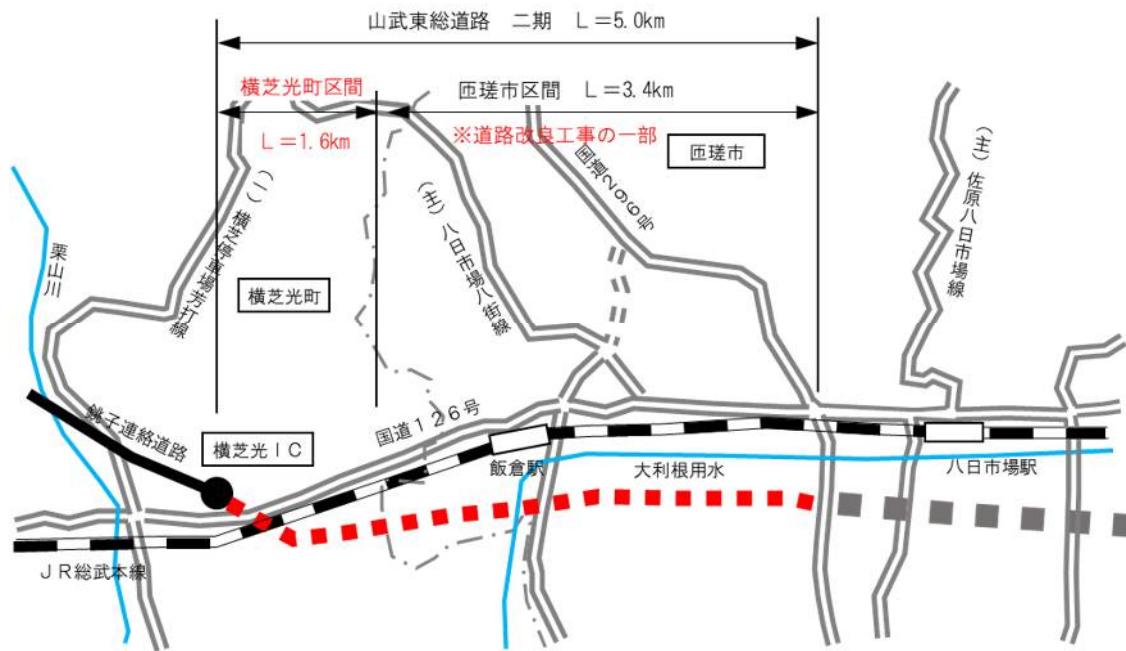 山武東総道路　二期　Ｌ＝5.0km
横芝光町区間
Ｌ＝1.6km
匝瑳市区間　Ｌ＝3.4km
※道路改良工事の一部
匝瑳市
国道２９６号
（主）佐原八日市場線
（主）八日市場八街線
（一）横芝停車場芳打線
栗山川
横芝光町
銚子連絡道路
横芝光ＩＣ
国道１２６号
飯倉駅
大利根用水
八日市場駅
ＪＲ総武本線